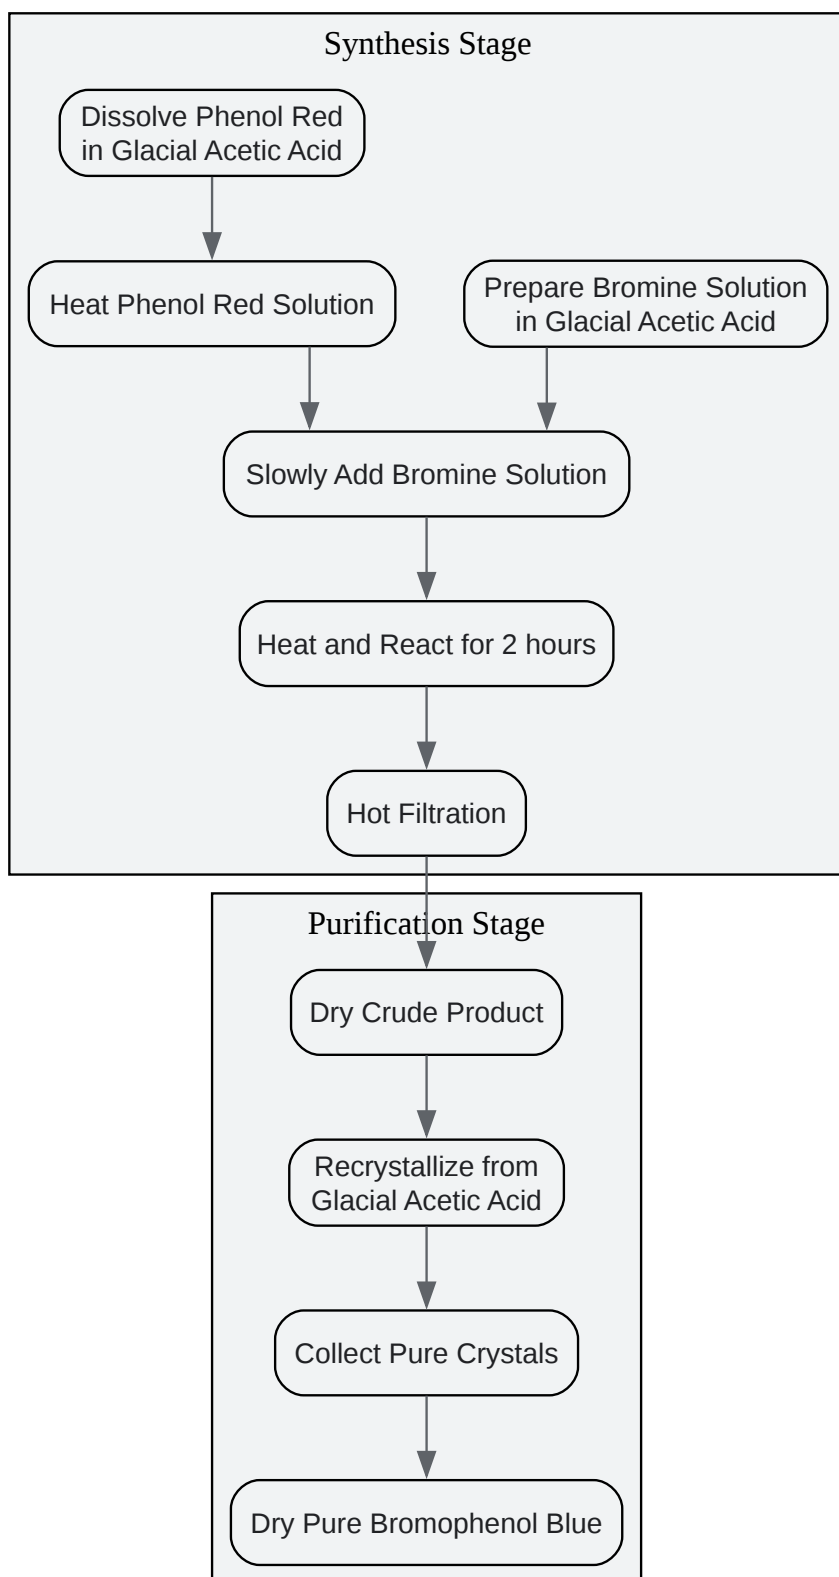 Synthesis Stage
Dissolve Phenol Red
in Glacial Acetic Acid
Heat Phenol Red Solution
Prepare Bromine Solution
in Glacial Acetic Acid
Slowly Add Bromine Solution
Heat and React for 2 hours
Hot Filtration
Purification Stage
Dry Crude Product
Recrystallize from
Glacial Acetic Acid
Collect Pure Crystals
Dry Pure Bromophenol Blue